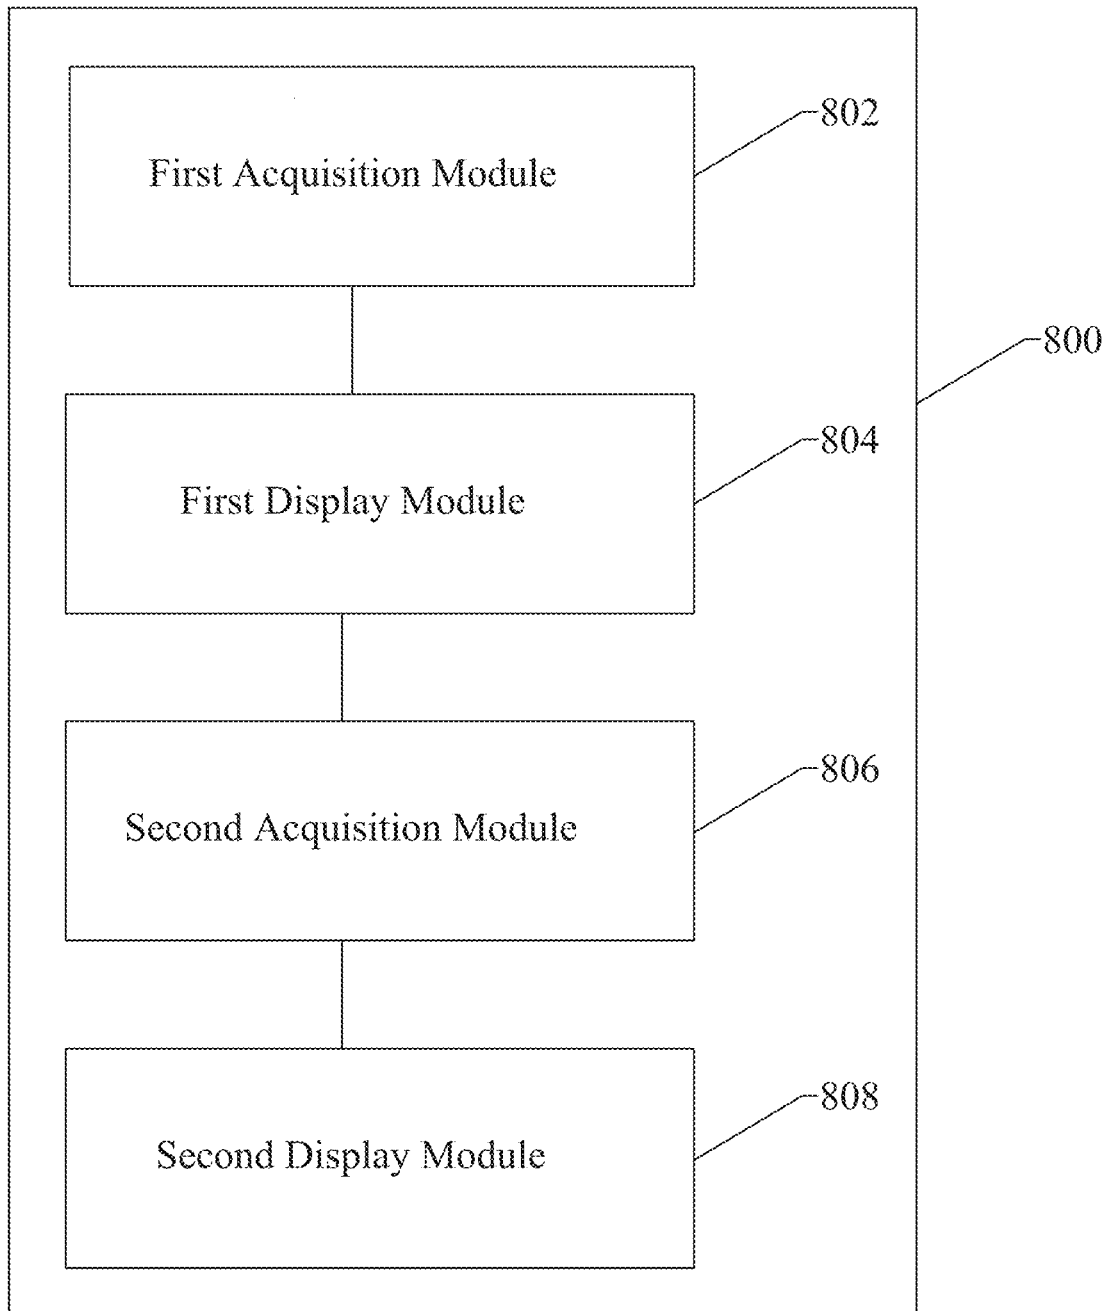 802
First Acquisition Module
800
804
First Display Module
806
Second Acquisition Module
808
Second Display Module